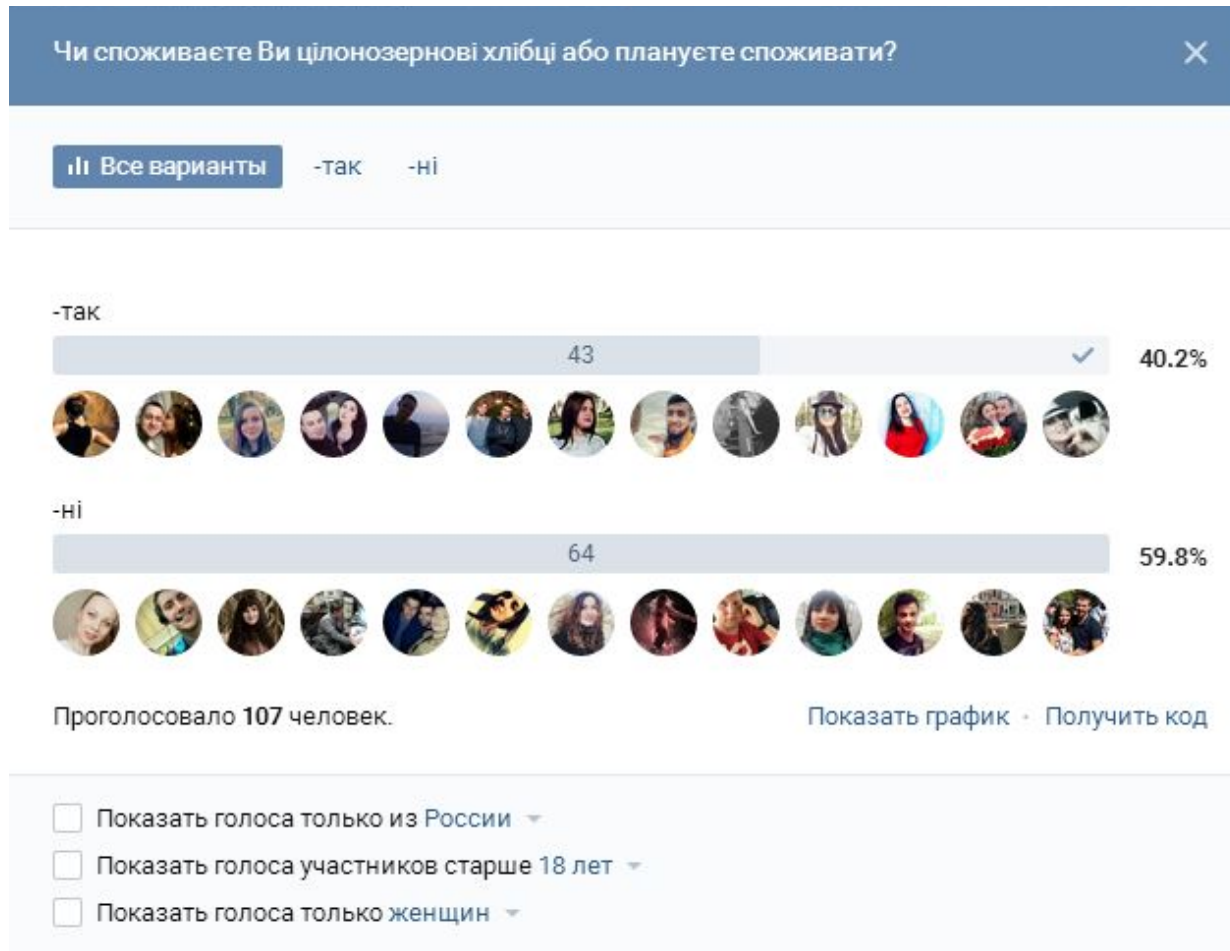 Чи споживаєте Ви цілонозернові хлібці або плануєте споживати?
Все варианты -так -ні
-так
43 40.2%
-ні
64 59.8%
Проголосовало 107 человек. Показать график · Получить код
Показать голоса только из России
Показать голоса участников старше 18 лет
Показать голоса только женщин